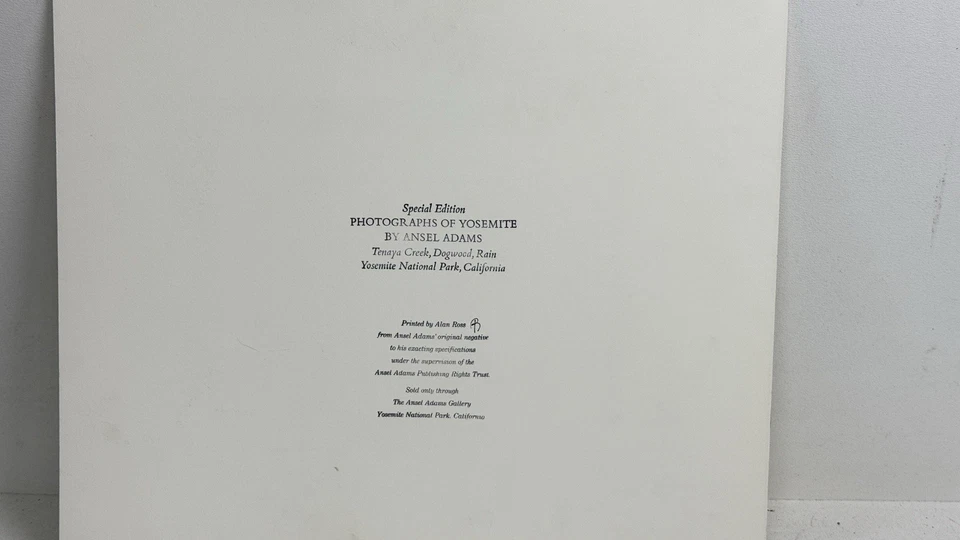 Special Edition
PHOTOGRAPHS OF YOSEMITE
BY ANSEL ADAMS
Tenaya Creek, Dogwood, Rain
Yosemite National Park, California
Printed by Alan Ross
from Ansel Adams' original negative
to his exacting specifications
under the supervision of the
Ansel Adams Publishing Rights Trust.
Sold only through
The Ansel Adams Gallery
Yosemite National Park, California